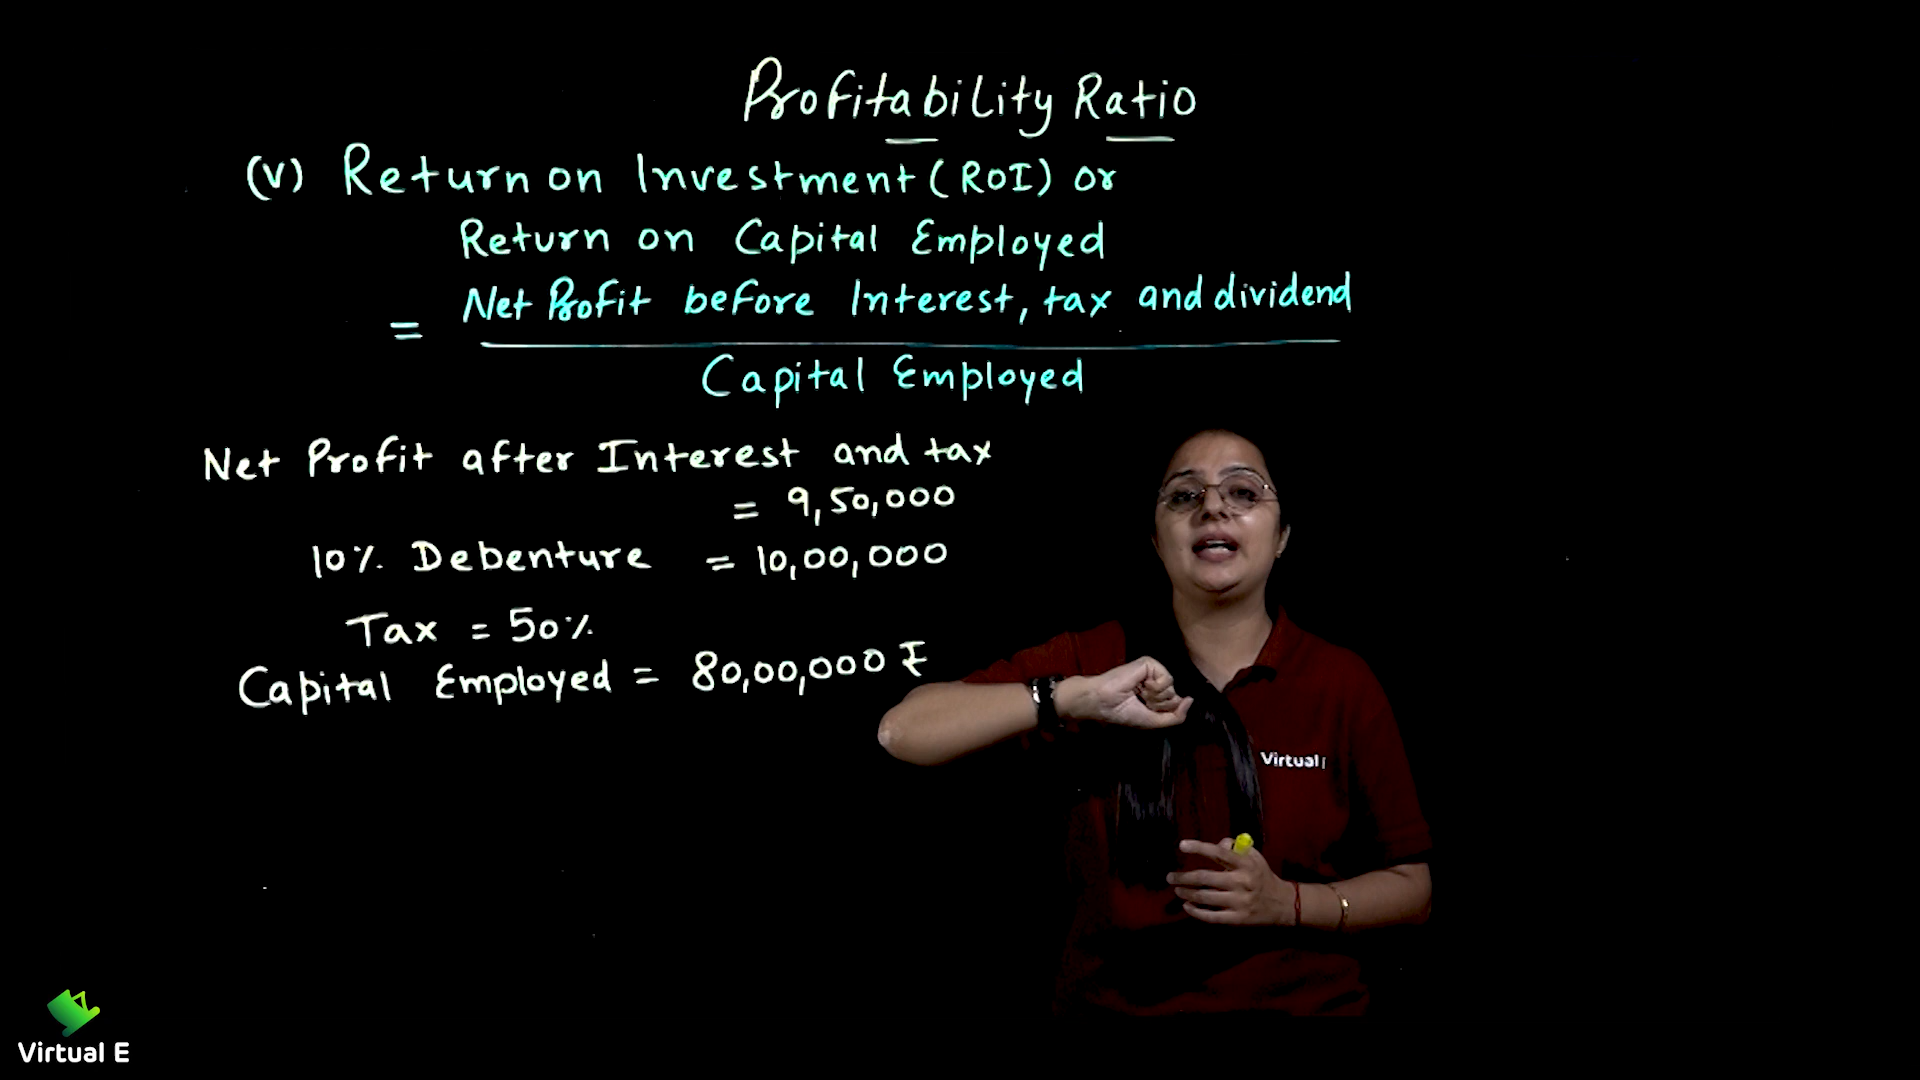 Profitability Ratio
(v) Return on Investment (ROI) or
Return on Capital Employed
= Net Profit before Interest, tax and dividend
Capital Employed
Net Profit after Interest and tax
= 9,50,000
10% Debenture = 10,00,000
Tax = 50%
Capital Employed = 80,00,000 ₹
Virtual
Virtual E